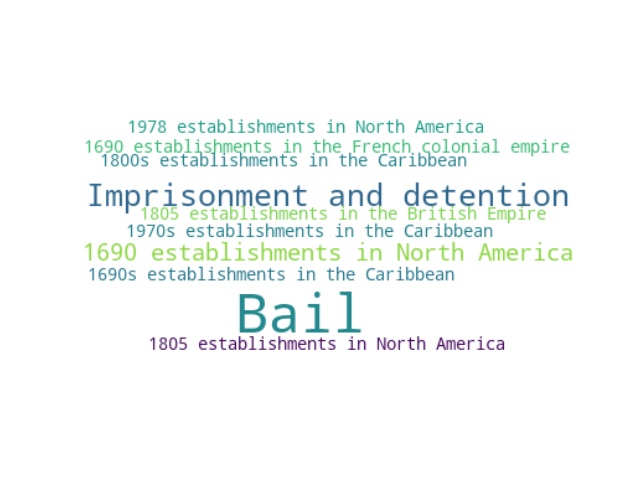 1978 establishments in North America
1690 establishments in the French colonial empire
1800s establishments in the Caribbean
Imprisonment and detention
1805 establishments in the British Empire
1970s establishments in the Caribbean
1690 establishments in North America
1690s establishments in the Caribbean
Bail
1805 establishments in North America